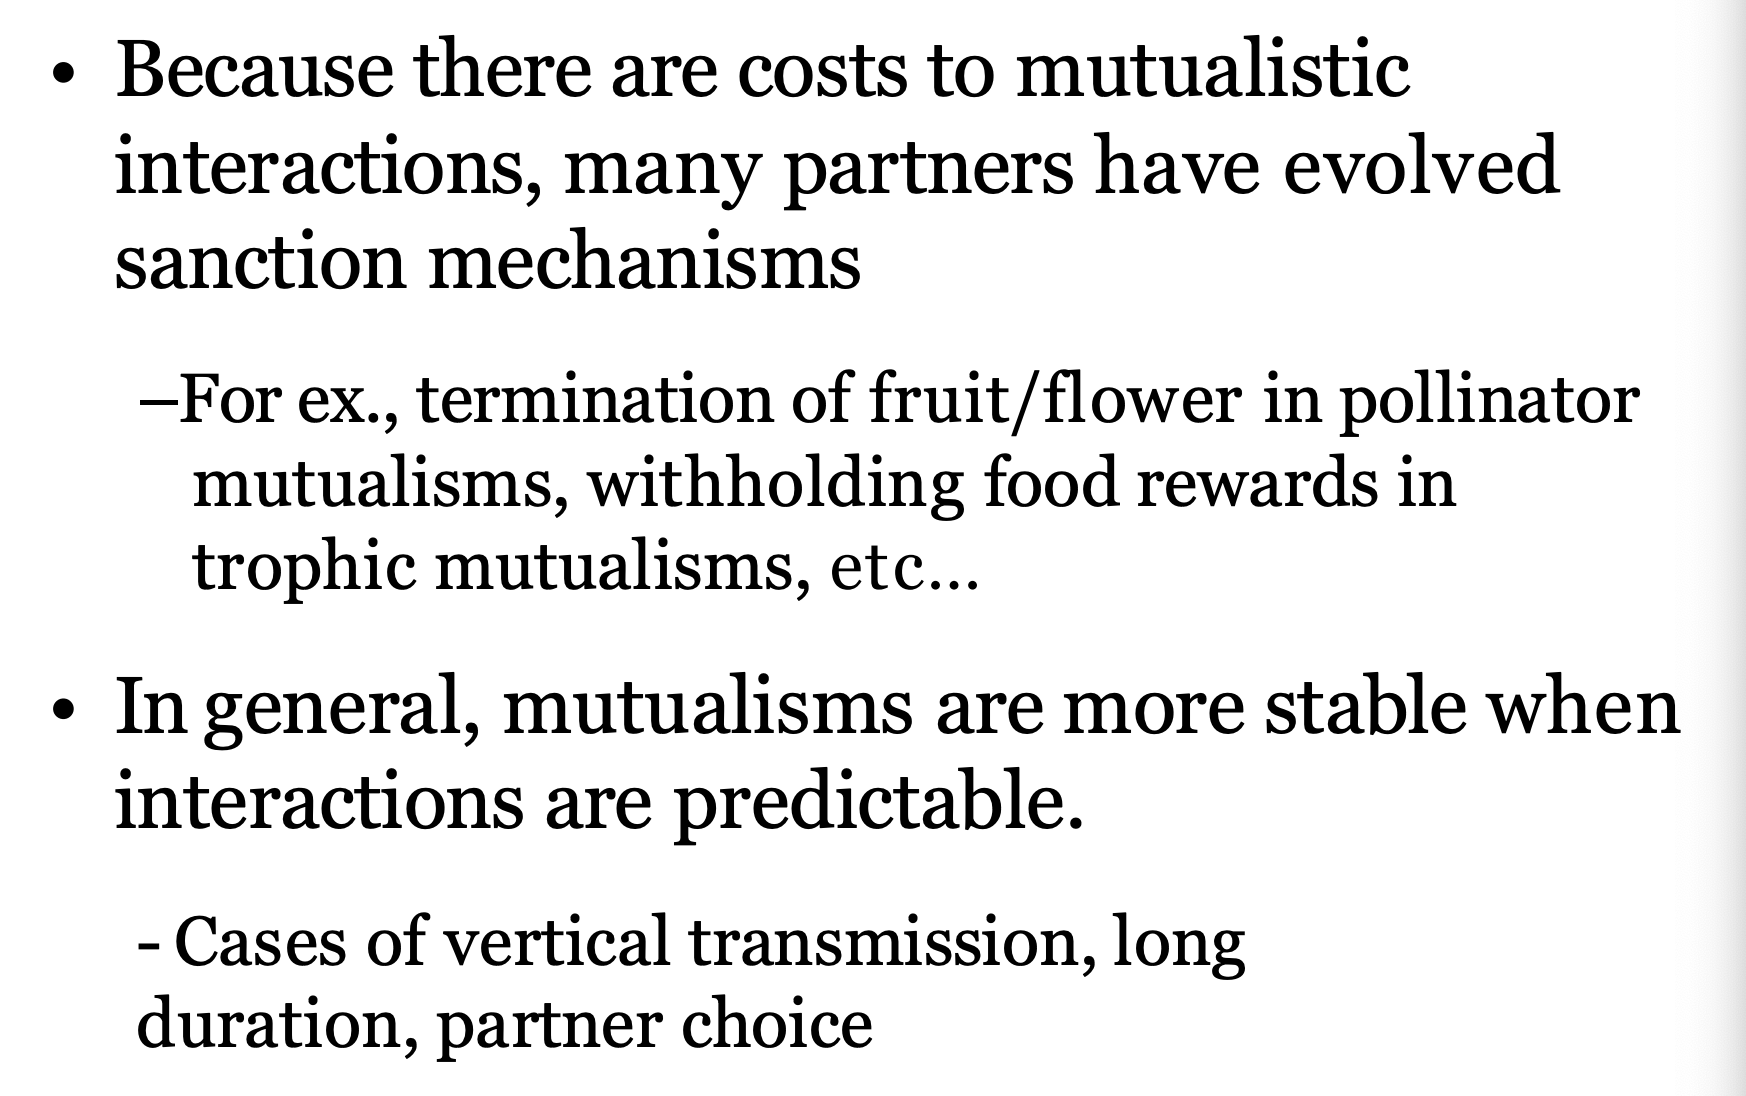 • Because there are costs to mutualistic
interactions, many partners have evolved
sanction mechanisms
–For ex., termination of fruit/flower in pollinator
mutualisms, withholding food rewards in
trophic mutualisms, etc...
• In general, mutualisms are more stable when
interactions are predictable.
- Cases of vertical transmission, long
duration, partner choice